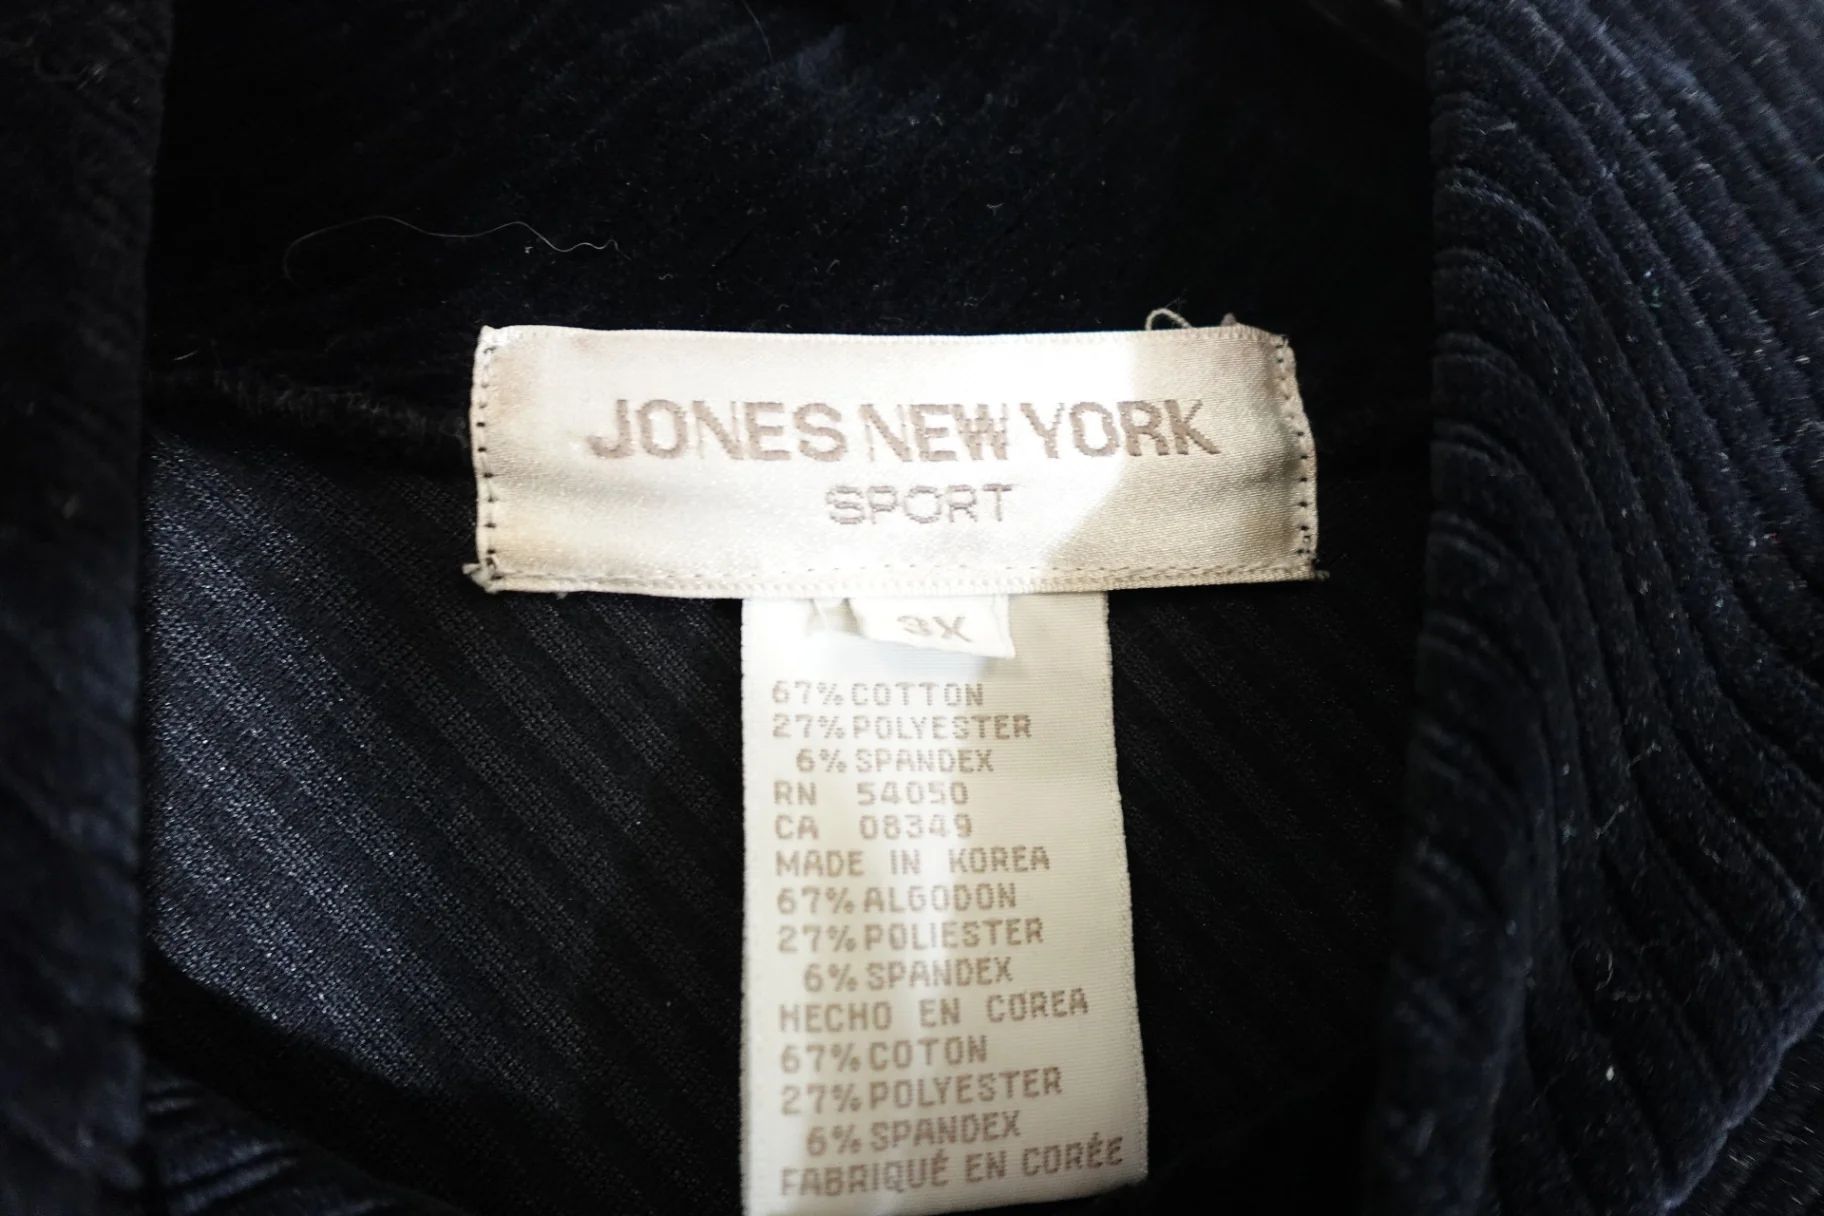 JONES NEW YORK
SPORT
3X
67% COTTON
27% POLYESTER
6% SPANDEX
RN 54050
CA 08349
MADE IN KOREA
67% ALGODON
27% POLIESTER
6% SPANDEX
HECHO EN COREA
67% COTON
27% POLYESTER
6% SPANDEX
FABRIQUÉ EN CORÉE